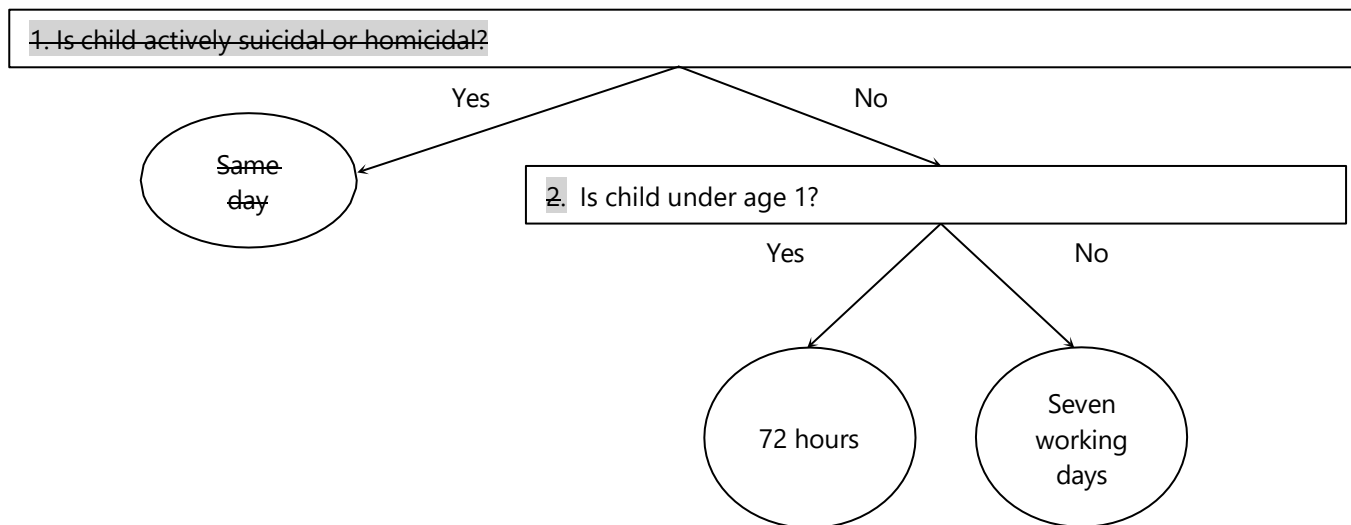 1. Is child actively suicidal or homicidal?
Yes
No
Same
day
2. Is child under age 1?
Yes
No
72 hours
Seven
working
days